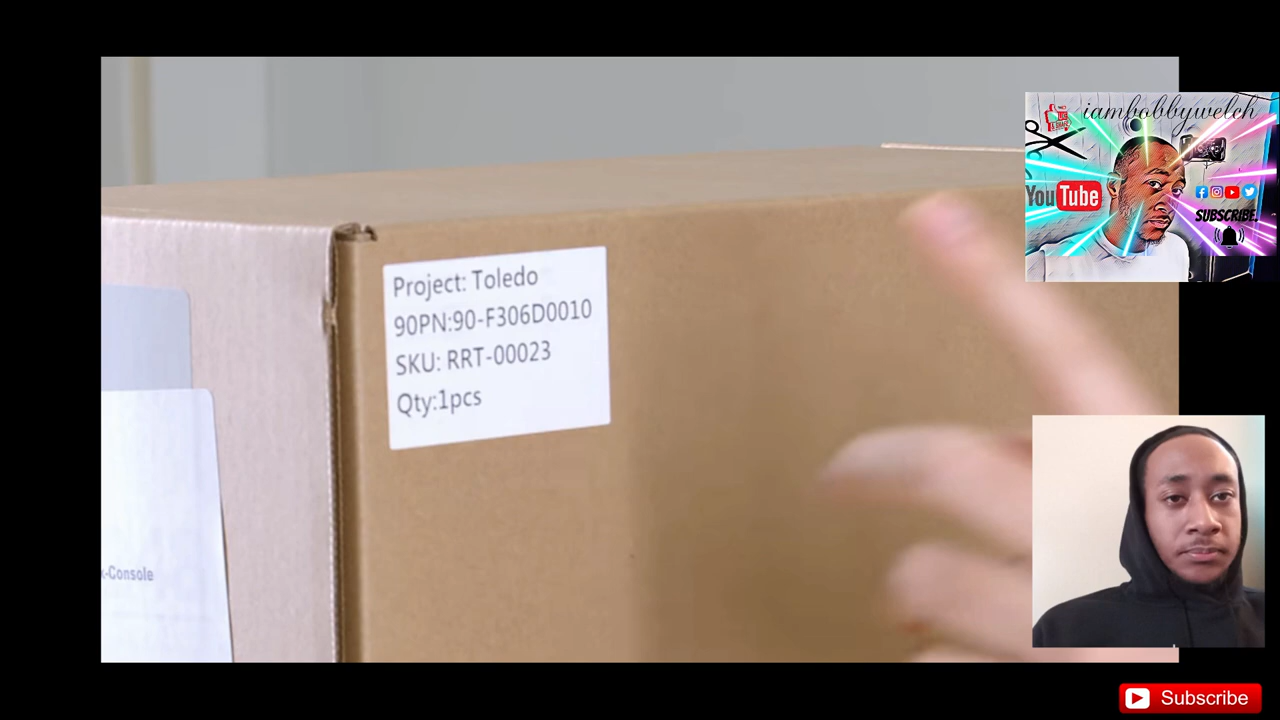 Project: Toledo
90PN:90-F306D0010
SKU: RRT-00023
Qty:1pcs
x-Console
iambobbywelch
YouTube
SUBSCRIBE
Subscribe